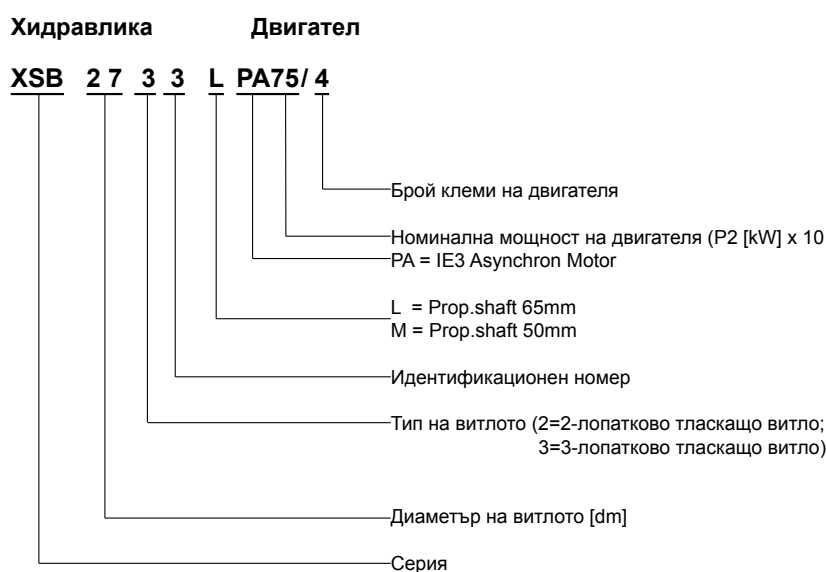 Хидравлика Двигател
XSB 2 7 3 3 L PA75/ 4
Брой клеми на двигателя
Номинална мощност на двигателя (P2 [kW] x 10
PA = IE3 Asynchron Motor
L = Prop.shaft 65mm
M = Prop.shaft 50mm
Идентификационен номер
Тип на витлото (2=2-лопатково тласкащо витло;
3=3-лопатково тласкащо витло)
Диаметър на витлото [dm]
Серия